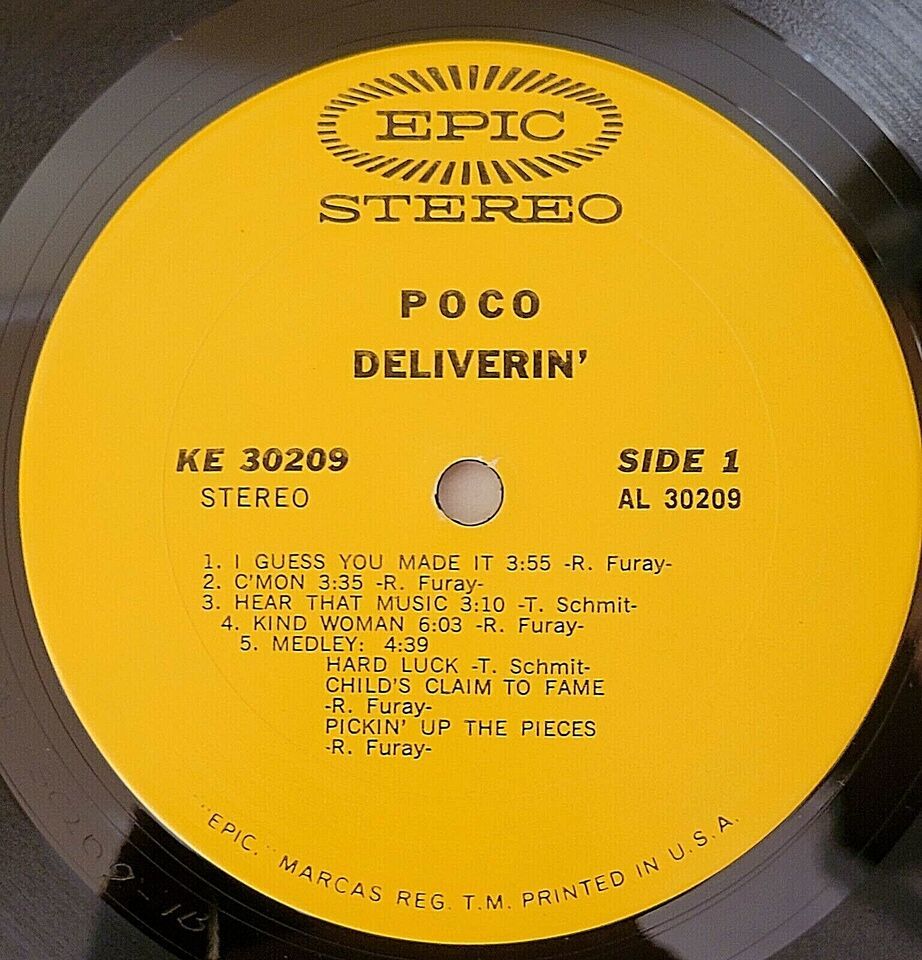 EPIC
STEREO
POCO
DELIVERIN'
KE 30209
STEREO
SIDE 1
AL 30209
1. I GUESS YOU MADE IT 3:55 -R. Furay-
2. C'MON 3:35 -R. Furay-
3. HEAR THAT MUSIC 3:10 -T. Schmit-
4. KIND WOMAN 6:03 -R. Furay-
5. MEDLEY: 4:39
HARD LUCK -T. Schmit-
CHILD'S CLAIM TO FAME
-R. Furay-
PICKIN' UP THE PIECES
-R. Furay-
"EPIC," MARCAS REG. T.M. PRINTED IN U.S.A.